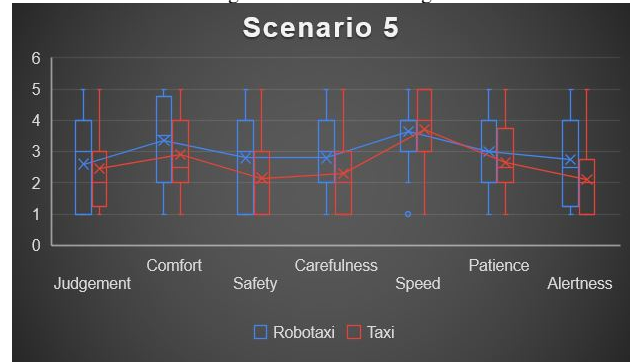 Scenario 5
6
5
4
3
2
1
0
Judgement
Comfort
Safety
Carefulness
Speed
Patience
Alertness
Robotaxi
Taxi